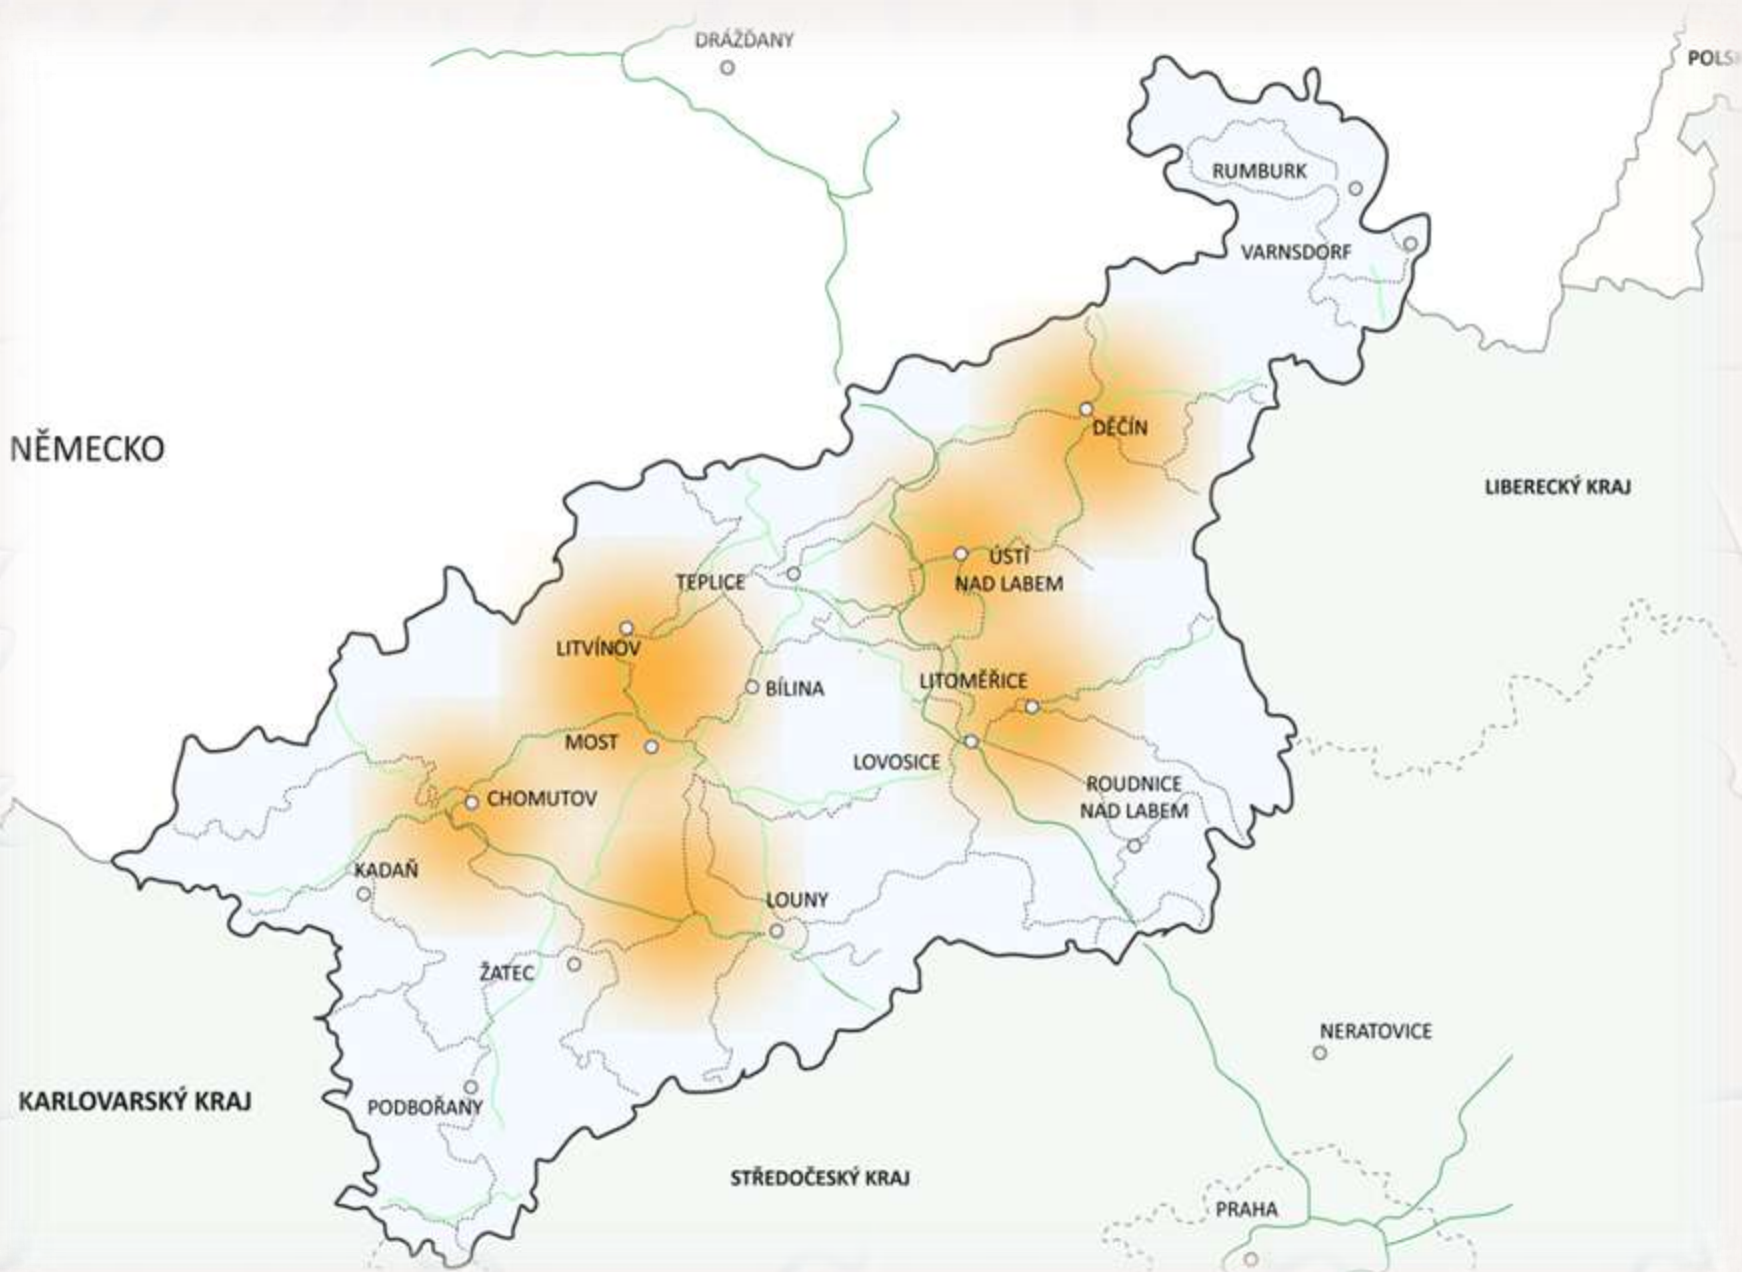 DRÁŽĎANY
POLS
RUMBURK
VARNSDORF
DĚČÍN
NĚMECKO
LIBERECKÝ KRAJ
ÚSTÍ
NAD LABEM
TEPLICE
LITVÍNOV
LITOMĚŘICE
BÍLINA
MOST
LOVOSICE
ROUDNICE
NAD LABEM
CHOMUTOV
KADAŇ
LOUNY
ŽATEC
NERATOVICE
KARLOVARSKÝ KRAJ
PODBOŘANY
STŘEDOČESKÝ KRAJ
PRAHA